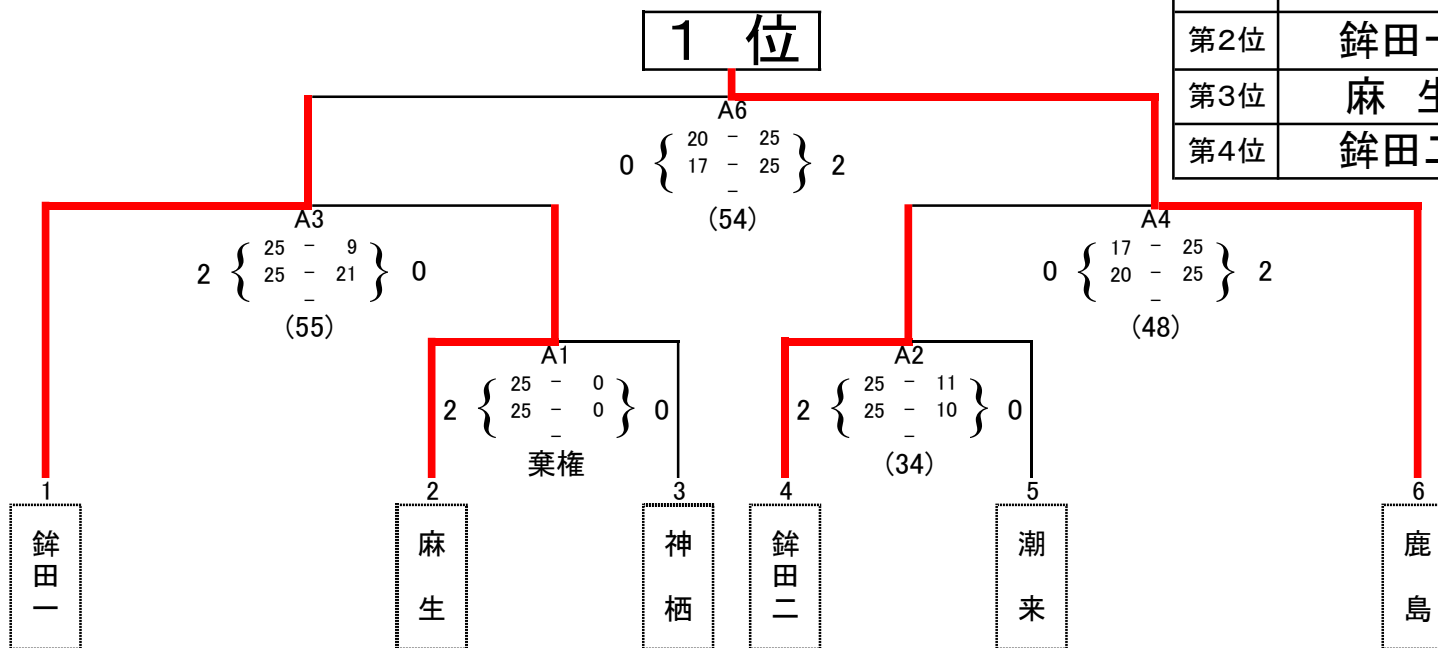 1 位
第2位 鉾田一
第3位 麻 生
第4位 鉾田二
A6
20 - 25
0 { 17 - 25 } 2
-
(54)
A3
25 - 9
2 { 25 - 21 } 0
-
(55)
A4
17 - 25
0 { 20 - 25 } 2
-
(48)
A1
25 - 0
2 { 25 - 0 } 0
-
棄権
A2
25 - 11
2 { 25 - 10 } 0
-
(34)
1 2 3 4 5 6
鉾田一
麻生
神栖
鉾田二
潮来
鹿島